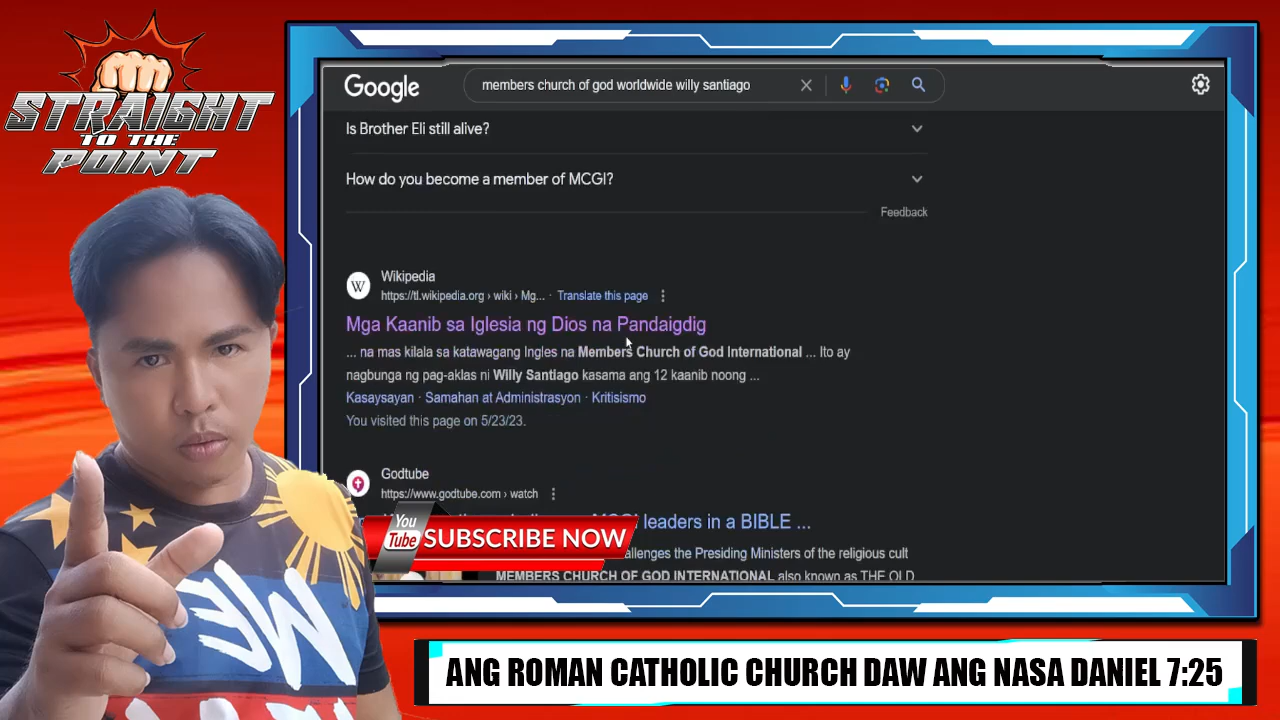 STRAIGHT
TO THE
POINT
Google
members church of god worldwide willy santiago
Is Brother Eli still alive?
How do you become a member of MCGI?
Feedback
W
Wikipedia
https://tl.wikipedia.org › wiki › Mg... · Translate this page
Mga Kaanib sa Iglesia ng Dios na Pandaigdig
... na mas kilala sa katawagang Ingles na Members Church of God International ... Ito ay
nagbunga ng pag-aklas ni Willy Santiago kasama ang 12 kaanib noong ...
Kasaysayan · Samahan at Administrasyon · Kritisismo
You visited this page on 5/23/23.
Godtube
https://www.godtube.com › watch
MCGI leaders in a BIBLE ...
You
Tube
SUBSCRIBE NOW
allenges the Presiding Ministers of the religious cult
MEMBERS CHURCH OF GOD INTERNATIONAL also known as THE OLD
ME
ANG ROMAN CATHOLIC CHURCH DAW ANG NASA DANIEL 7:25